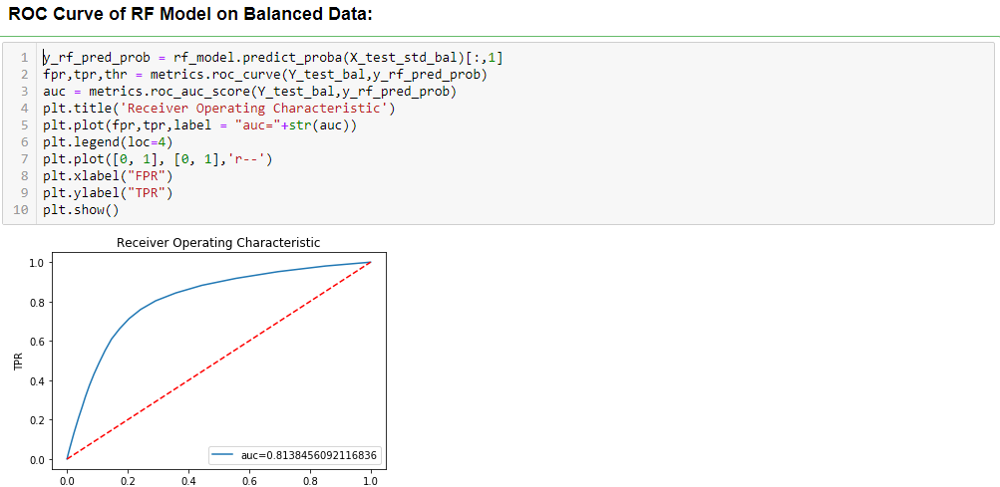 ROC Curve of RF Model on Balanced Data:
1 y_rf_pred_prob = rf_model.predict_proba(X_test_std_bal)[:,1]
2 fpr,tpr,thr = metrics.roc_curve(Y_test_bal,y_rf_pred_prob)
3 auc = metrics.roc_auc_score(Y_test_bal,y_rf_pred_prob)
4 plt.title('Receiver Operating Characteristic')
5 plt.plot(fpr,tpr,label = "auc="+str(auc))
6 plt.legend(loc=4)
7 plt.plot([0, 1], [0, 1],'r--')
8 plt.xlabel("FPR")
9 plt.ylabel("TPR")
10 plt.show()
Receiver Operating Characteristic
1.0
0.8
0.6
TPR
0.4
0.2
0.0
auc=0.8138456092116836
0.0 0.2 0.4 0.6 0.8 1.0